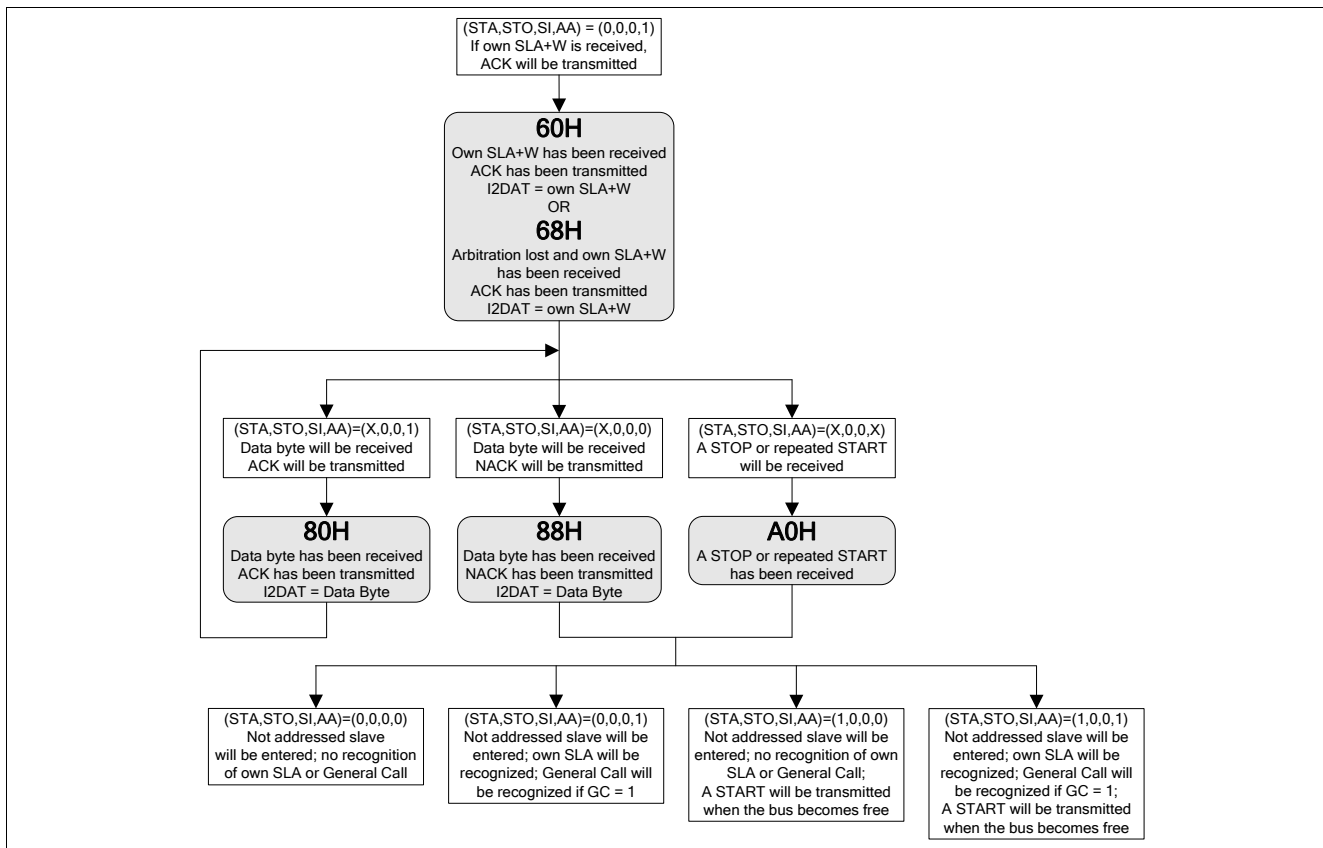 (STA,STO,SI,AA) = (0,0,0,1)
If own SLA+W is received,
ACK will be transmitted
60H
Own SLA+W has been received
ACK has been transmitted
I2DAT = own SLA+W
OR
68H
Arbitration lost and own SLA+W
has been received
ACK has been transmitted
I2DAT = own SLA+W
(STA,STO,SI,AA)=(X,0,0,1)
Data byte will be received
ACK will be transmitted
(STA,STO,SI,AA)=(X,0,0,0)
Data byte will be received
NACK will be transmitted
(STA,STO,SI,AA)=(X,0,0,X)
A STOP or repeated START
will be received
80H
Data byte has been received
ACK has been transmitted
I2DAT = Data Byte
88H
Data byte has been received
NACK has been transmitted
I2DAT = Data Byte
A0H
A STOP or repeated START
has been received
(STA,STO,SI,AA)=(0,0,0,0)
Not addressed slave
will be entered; no recognition
of own SLA or General Call
(STA,STO,SI,AA)=(0,0,0,1)
Not addressed slave will be
entered; own SLA will be
recognized; General Call will
be recognized if GC = 1
(STA,STO,SI,AA)=(1,0,0,0)
Not addressed slave will be
entered; no recognition of own
SLA or General Call;
A START will be transmitted
when the bus becomes free
(STA,STO,SI,AA)=(1,0,0,1)
Not addressed slave will be
entered; own SLA will be
recognized; General Call will
be recognized if GC = 1;
A START will be transmitted
when the bus becomes free